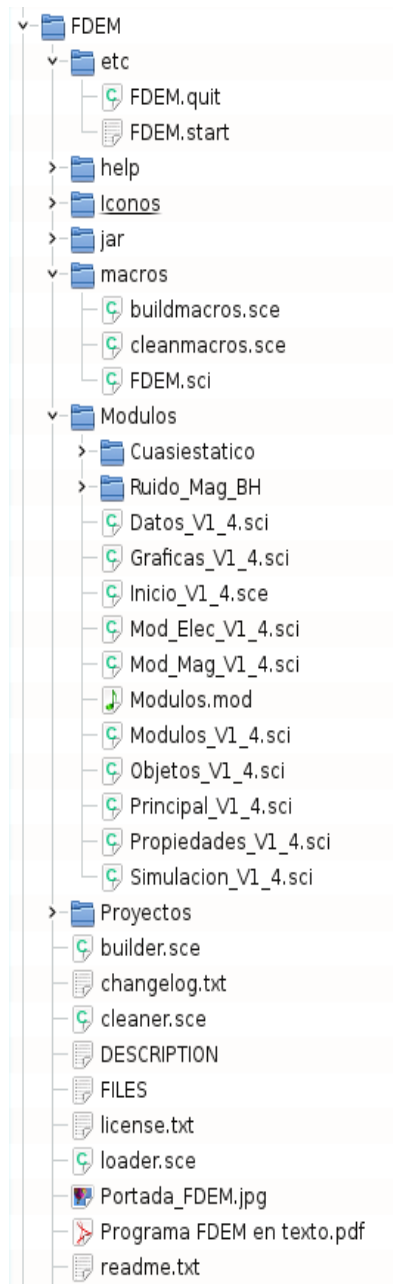 FDEM
etc
FDEM.quit
FDEM.start
help
Iconos
jar
macros
buildmacros.sce
cleanmacros.sce
FDEM.sci
Modulos
Cuasiestatico
Ruido_Mag_BH
Datos_V1_4.sci
Graficas_V1_4.sci
Inicio_V1_4.sce
Mod_Elec_V1_4.sci
Mod_Mag_V1_4.sci
Modulos.mod
Modulos_V1_4.sci
Objetos_V1_4.sci
Principal_V1_4.sci
Propiedades_V1_4.sci
Simulacion_V1_4.sci
Proyectos
builder.sce
changelog.txt
cleaner.sce
DESCRIPTION
FILES
license.txt
loader.sce
Portada_FDEM.jpg
Programa FDEM en texto.pdf
readme.txt